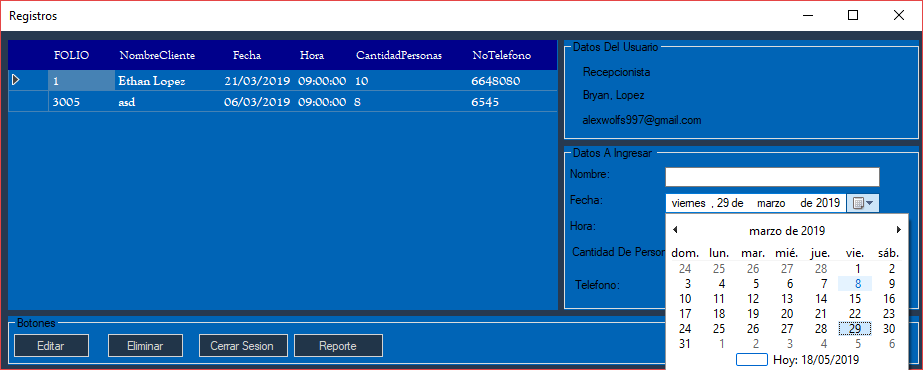 Registros
FOLIO NombreCliente Fecha Hora CantidadPersonas NoTelefono
1 Ethan Lopez 21/03/2019 09:00:00 10 6648080
3005 asd 06/03/2019 09:00:00 8 6545
Datos Del Usuario
Recepcionista
Bryan, Lopez
alexwolfs997@gmail.com
Datos A Ingresar
Nombre:
Fecha: viernes , 29 de marzo de 2019
Hora:
Cantidad De Person
Telefono:
marzo de 2019
dom. lun. mar. mié. jue. vie. sáb.
24 25 26 27 28 1 2
3 4 5 6 7 8 9
10 11 12 13 14 15 16
17 18 19 20 21 22 23
24 25 26 27 28 29 30
31 1 2 3 4 5 6
Hoy: 18/05/2019
Botones
Editar Eliminar Cerrar Sesion Reporte